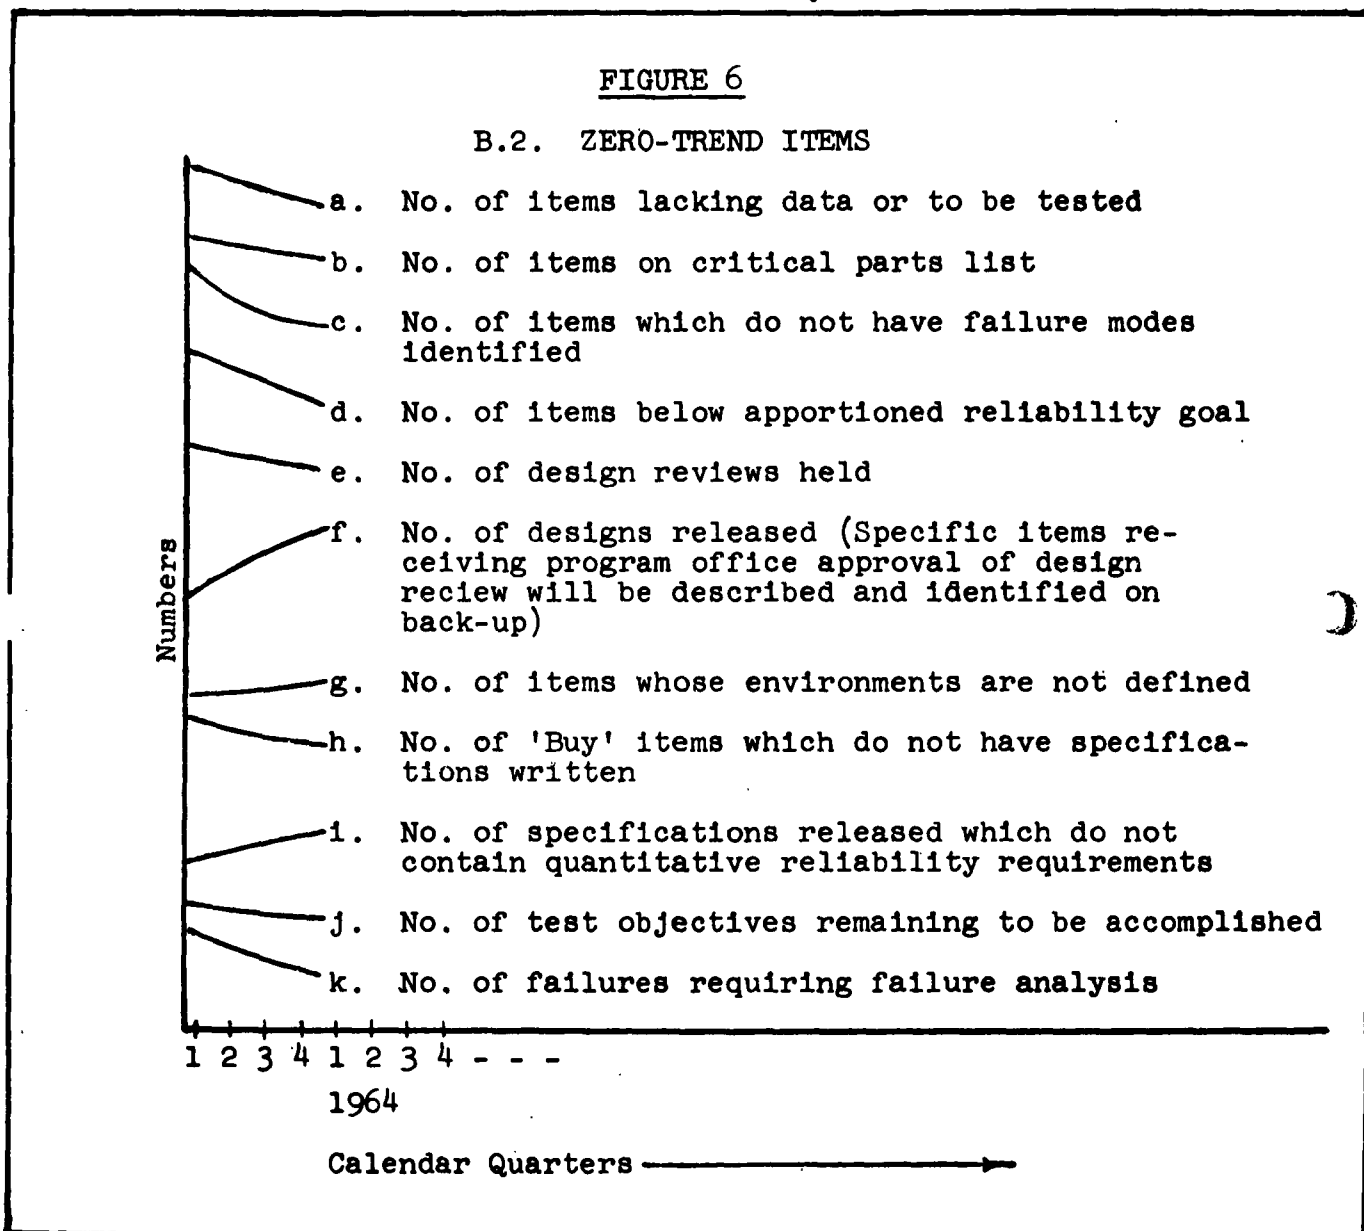 FIGURE 6
B.2. ZERO-TREND ITEMS
a. No. of items lacking data or to be tested
b. No. of items on critical parts list
c. No. of items which do not have failure modes
identified
d. No. of items below apportioned reliability goal
e. No. of design reviews held
f. No. of designs released (Specific items re-
ceiving program office approval of design
reciew will be described and identified on
back-up)
Numbers
g. No. of items whose environments are not defined
h. No. of 'Buy' items which do not have specifica-
tions written
i. No. of specifications released which do not
contain quantitative reliability requirements
j. No. of test objectives remaining to be accomplished
k. No. of failures requiring failure analysis
1 2 3 4 1 2 3 4 - - -
1964
Calendar Quarters